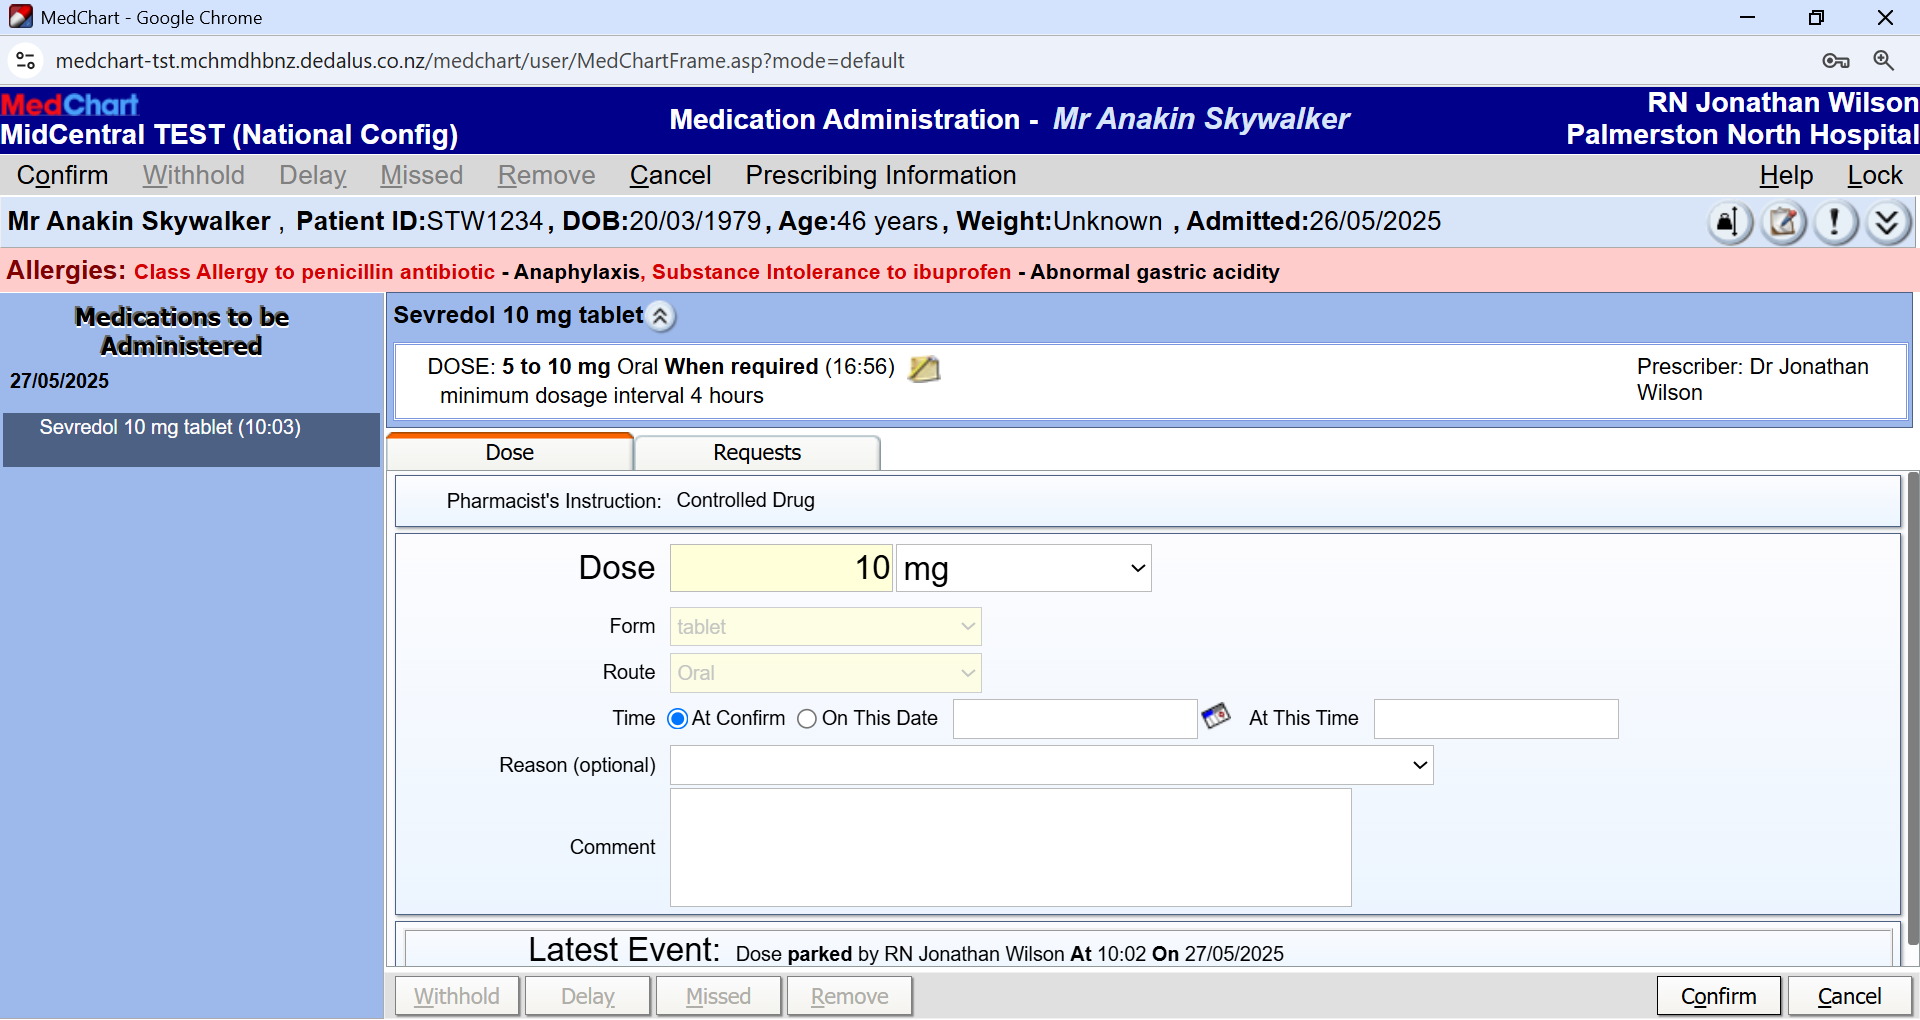 MedChart - Google Chrome
medchart-tst.mchmdhbnz.dedalus.co.nz/medchart/user/MedChartFrame.asp?mode=default
MedChart
MidCentral TEST (National Config)
Medication Administration - Mr Anakin Skywalker
RN Jonathan Wilson
Palmerston North Hospital
Confirm Withhold Delay Missed Remove Cancel Prescribing Information Help Lock
Mr Anakin Skywalker , Patient ID:STW1234, DOB:20/03/1979, Age:46 years, Weight:Unknown , Admitted:26/05/2025
Allergies: Class Allergy to penicillin antibiotic - Anaphylaxis, Substance Intolerance to ibuprofen - Abnormal gastric acidity
Medications to be
Administered
27/05/2025
Sevredol 10 mg tablet (10:03)
Sevredol 10 mg tablet
DOSE: 5 to 10 mg Oral When required (16:56)
minimum dosage interval 4 hours
Prescriber: Dr Jonathan
Wilson
Dose Requests
Pharmacist's Instruction: Controlled Drug
Dose 10 mg
Form tablet
Route Oral
Time At Confirm On This Date At This Time
Reason (optional)
Comment
Latest Event: Dose parked by RN Jonathan Wilson At 10:02 On 27/05/2025
Withhold Delay Missed Remove Confirm Cancel